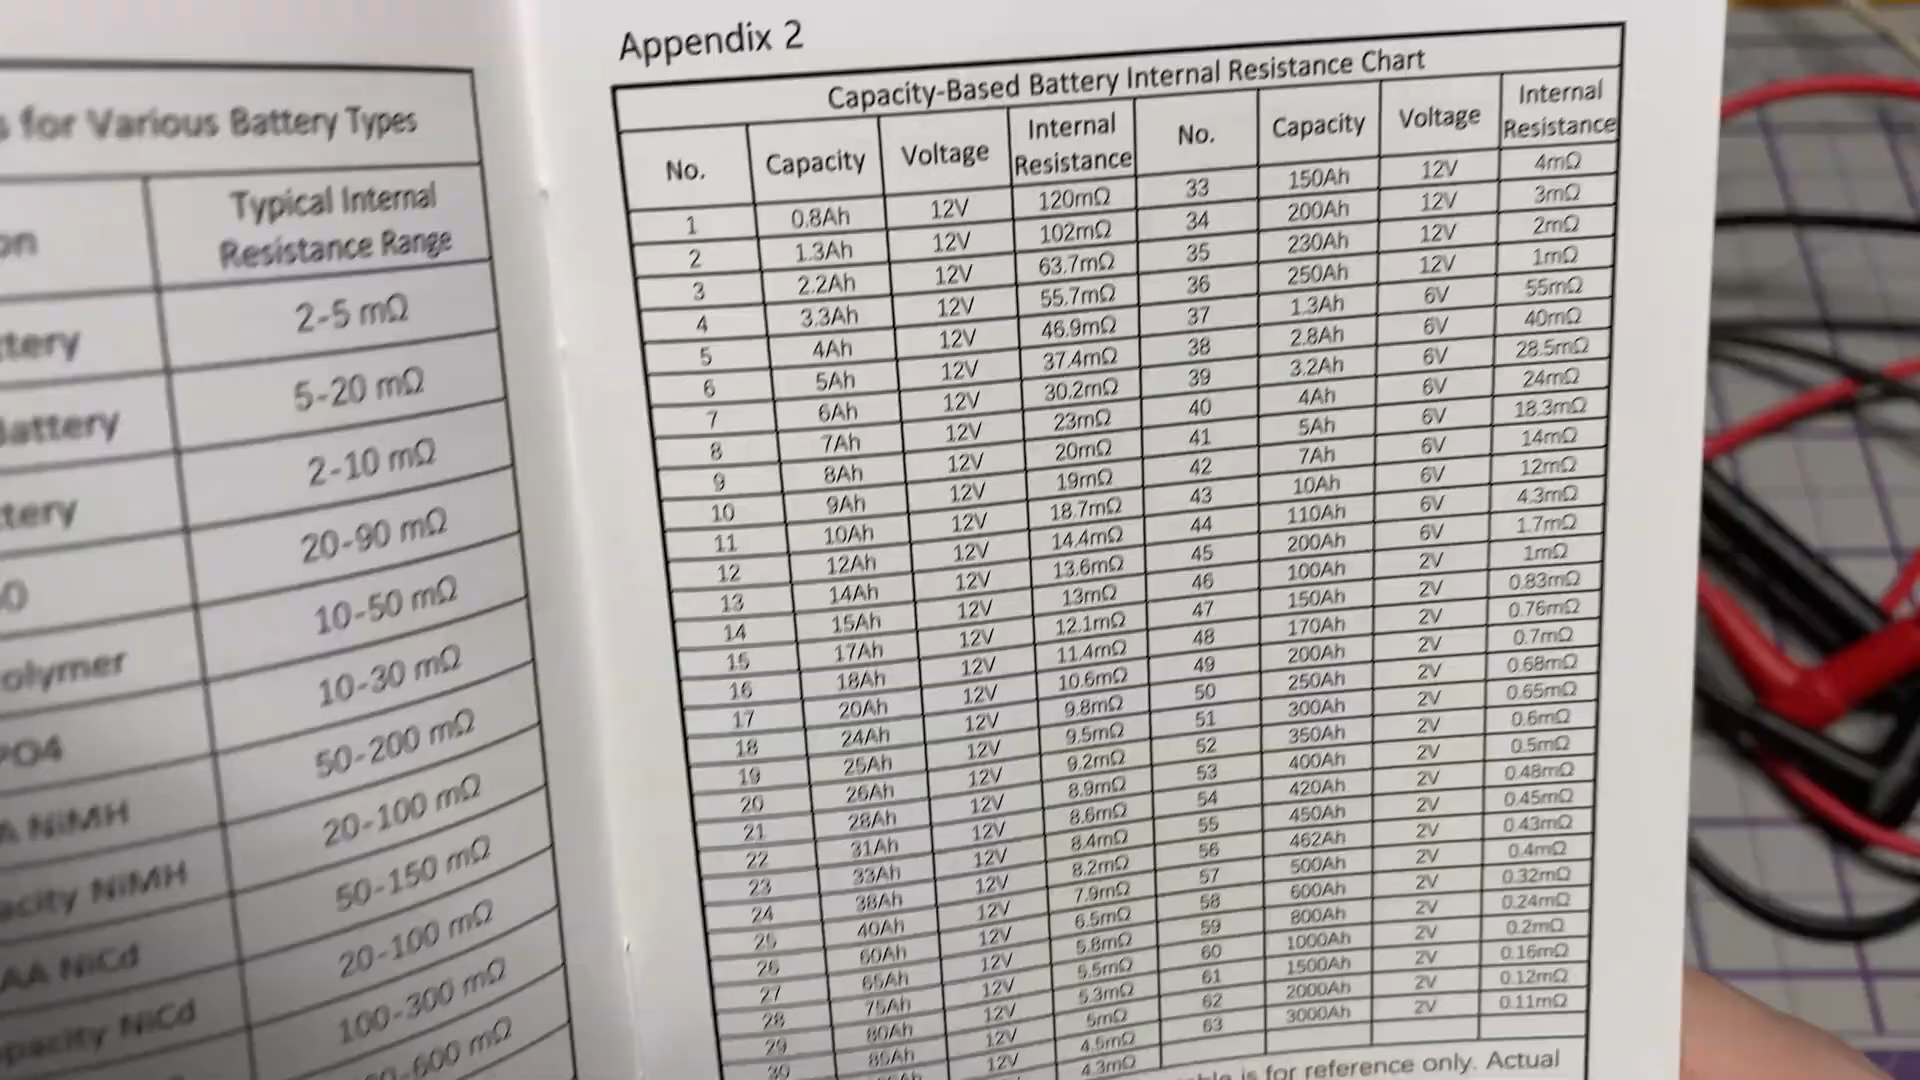 for Various Battery Types
Typical Internal
Resistance Range
2-5 mΩ
5-20 mΩ
2-10 mΩ
20-90 mΩ
10-50 mΩ
10-30 mΩ
NiMH 50-200 mΩ
NiMH 20-100 mΩ
AA NiCd 50-150 mΩ
NiCd 20-100 mΩ
100-300 mΩ
Appendix 2
Capacity-Based Battery Internal Resistance Chart
No. Capacity Voltage Internal Resistance No. Capacity Voltage Internal Resistance
1 0.8Ah 12V 120mΩ 33 150Ah 12V 4mΩ
2 1.3Ah 12V 102mΩ 34 200Ah 12V 3mΩ
3 2.2Ah 12V 63.7mΩ 35 230Ah 12V 2mΩ
4 3.3Ah 12V 55.7mΩ 36 250Ah 12V 1mΩ
5 4Ah 12V 46.9mΩ 37 1.3Ah 6V 55mΩ
6 5Ah 12V 37.4mΩ 38 2.8Ah 6V 40mΩ
7 6Ah 12V 30.2mΩ 39 3.2Ah 6V 28.5mΩ
8 7Ah 12V 23mΩ 40 4Ah 6V 24mΩ
9 8Ah 12V 20mΩ 41 5Ah 6V 18.3mΩ
10 9Ah 12V 19mΩ 42 7Ah 6V 14mΩ
11 10Ah 12V 18.7mΩ 43 10Ah 6V 12mΩ
12 12Ah 12V 14.4mΩ 44 110Ah 6V 4.3mΩ
13 14Ah 12V 13.6mΩ 45 200Ah 6V 1.7mΩ
14 15Ah 12V 13mΩ 46 100Ah 2V 1mΩ
15 17Ah 12V 12.1mΩ 47 150Ah 2V 0.83mΩ
16 18Ah 12V 11.4mΩ 48 170Ah 2V 0.76mΩ
17 20Ah 12V 10.6mΩ 49 200Ah 2V 0.7mΩ
18 24Ah 12V 9.8mΩ 50 250Ah 2V 0.68mΩ
19 25Ah 12V 9.5mΩ 51 300Ah 2V 0.65mΩ
20 26Ah 12V 9.2mΩ 52 350Ah 2V 0.6mΩ
21 28Ah 12V 8.9mΩ 53 400Ah 2V 0.5mΩ
22 31Ah 12V 8.6mΩ 54 420Ah 2V 0.48mΩ
23 33Ah 12V 8.4mΩ 55 450Ah 2V 0.45mΩ
24 38Ah 12V 8.2mΩ 56 462Ah 2V 0.43mΩ
25 40Ah 12V 7.9mΩ 57 500Ah 2V 0.4mΩ
26 60Ah 12V 6.5mΩ 58 600Ah 2V 0.32mΩ
27 65Ah 12V 5.8mΩ 59 800Ah 2V 0.24mΩ
28 75Ah 12V 5.5mΩ 60 1000Ah 2V 0.2mΩ
29 80Ah 12V 5.3mΩ 61 1500Ah 2V 0.16mΩ
30 85Ah 12V 5mΩ 62 2000Ah 2V 0.12mΩ
12V 4.5mΩ 63 3000Ah 2V 0.11mΩ
4.3mΩ
is for reference only. Actual